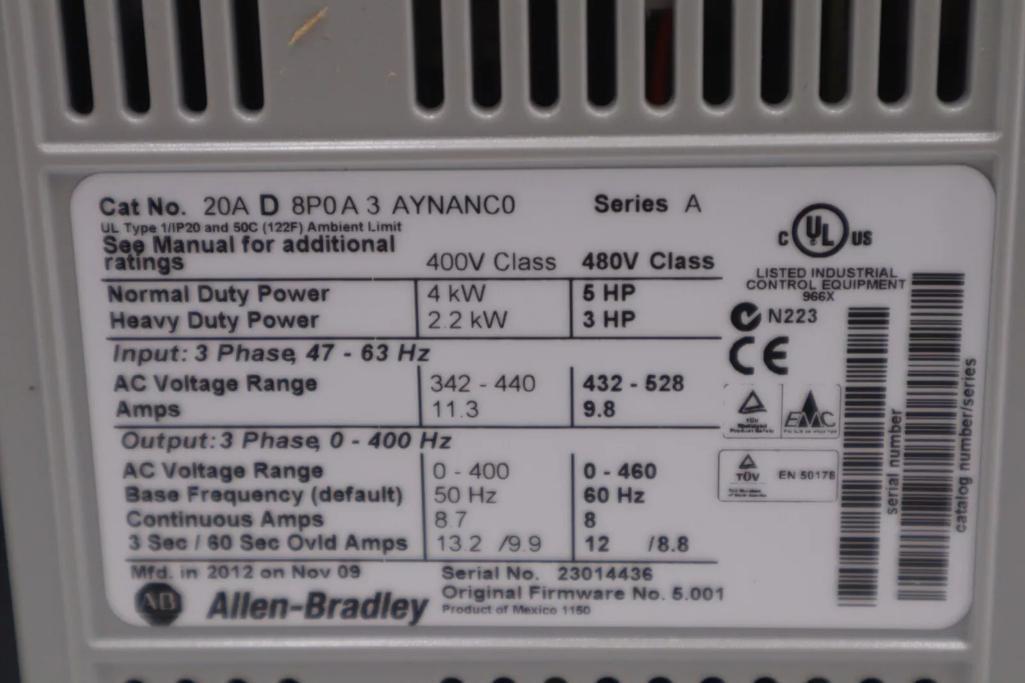 Cat No. 20A D 8P0 A 3 AYNANC0 Series A
UL Type 1/IP20 and 50C (122F) Ambient Limit
See Manual for additional
ratings 400V Class 480V Class
Normal Duty Power 4 kW 5 HP
Heavy Duty Power 2.2 kW 3 HP
Input: 3 Phase, 47 - 63 Hz
AC Voltage Range 342 - 440 432 - 528
Amps 11.3 9.8
Output: 3 Phase, 0 - 400 Hz
AC Voltage Range 0 - 400 0 - 460
Base Frequency (default) 50 Hz 60 Hz
Continuous Amps 8.7 8
3 Sec / 60 Sec Ovld Amps 13.2 /9.9 12 /8.8
Mfd. in 2012 on Nov 09 Serial No. 23014436
Original Firmware No. 5.001
AB Allen-Bradley Product of Mexico 1150
C UL US
LISTED INDUSTRIAL
CONTROL EQUIPMENT
966X
N223
CE
TÜV
Product Safety
EMC
TÜV EN 50178
serial number
catalog number/series